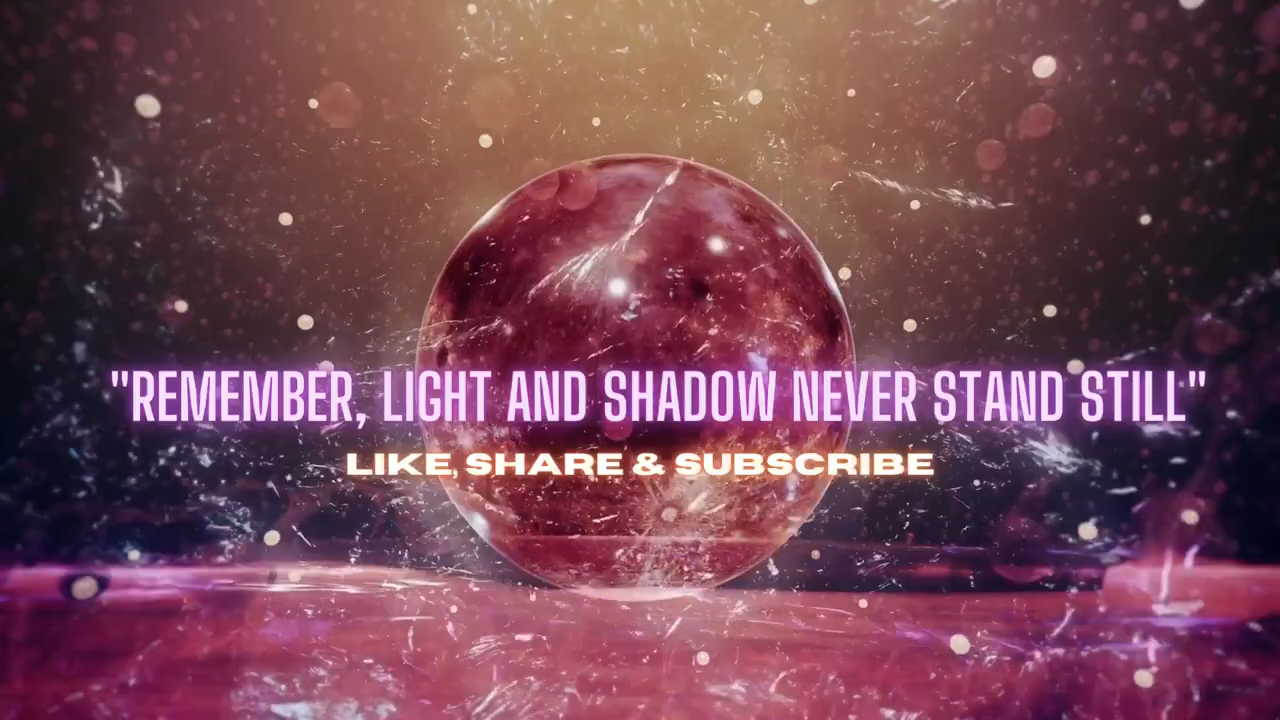 "REMEMBER, LIGHT AND SHADOW NEVER STAND STILL"
LIKE, SHARE & SUBSCRIBE